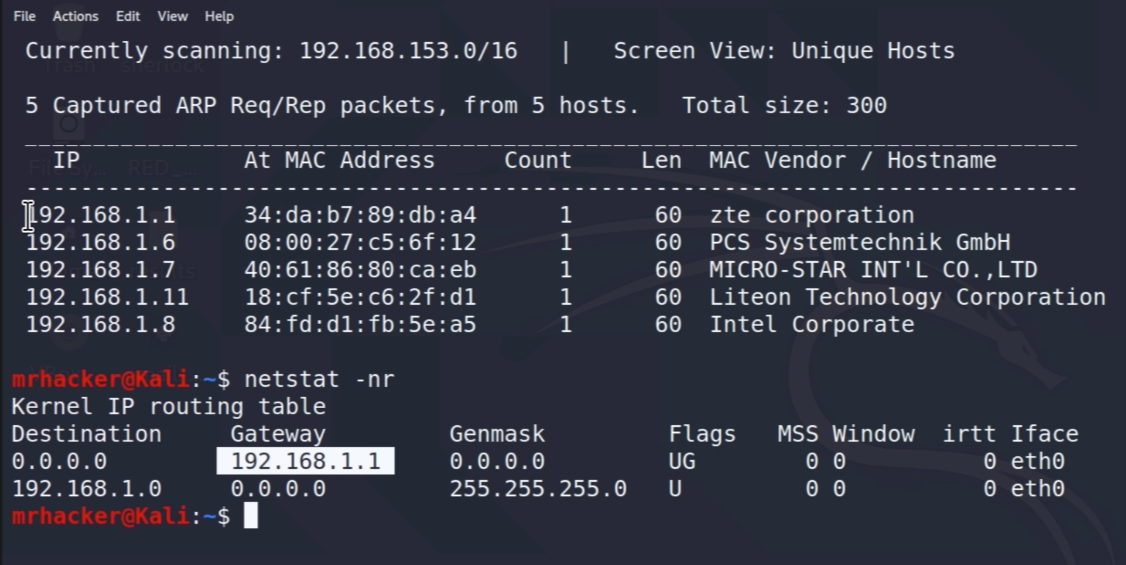 File Actions Edit View Help
Currently scanning: 192.168.153.0/16 | Screen View: Unique Hosts
5 Captured ARP Req/Rep packets, from 5 hosts. Total size: 300
_____________________________________________________________________________
IP At MAC Address Count Len MAC Vendor / Hostname
-----------------------------------------------------------------------------
192.168.1.1 34:da:b7:89:db:a4 1 60 zte corporation
192.168.1.6 08:00:27:c5:6f:12 1 60 PCS Systemtechnik GmbH
192.168.1.7 40:61:86:80:ca:eb 1 60 MICRO-STAR INT'L CO.,LTD
192.168.1.11 18:cf:5e:c6:2f:d1 1 60 Liteon Technology Corporation
192.168.1.8 84:fd:d1:fb:5e:a5 1 60 Intel Corporate
mrhacker@Kali:~$ netstat -nr
Kernel IP routing table
Destination Gateway Genmask Flags MSS Window irtt Iface
0.0.0.0 192.168.1.1 0.0.0.0 UG 0 0 0 eth0
192.168.1.0 0.0.0.0 255.255.255.0 U 0 0 0 eth0
mrhacker@Kali:~$